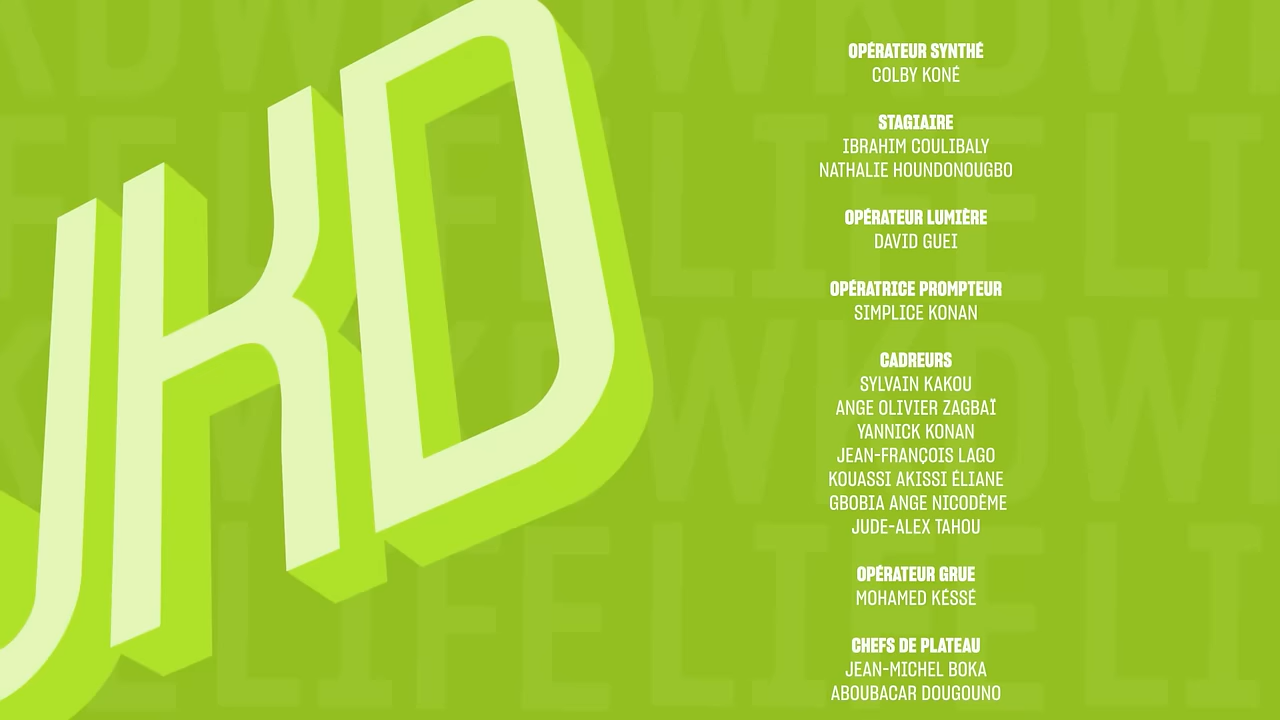 JKD
OPÉRATEUR SYNTHÉ
COLBY KONÉ
STAGIAIRE
IBRAHIM COULIBALY
NATHALIE HOUNDONOUGBO
OPÉRATEUR LUMIÈRE
DAVID GUEI
OPÉRATRICE PROMPTEUR
SIMPLICE KONAN
CADREURS
SYLVAIN KAKOU
ANGE OLIVIER ZAGBAÏ
YANNICK KONAN
JEAN-FRANÇOIS LAGO
KOUASSI AKISSI ÉLIANE
GBOBIA ANGE NICODÈME
JUDE-ALEX TAHOU
OPÉRATEUR GRUE
MOHAMED KÉSSÉ
CHEFS DE PLATEAU
JEAN-MICHEL BOKA
ABOUBACAR DOUGOUNO